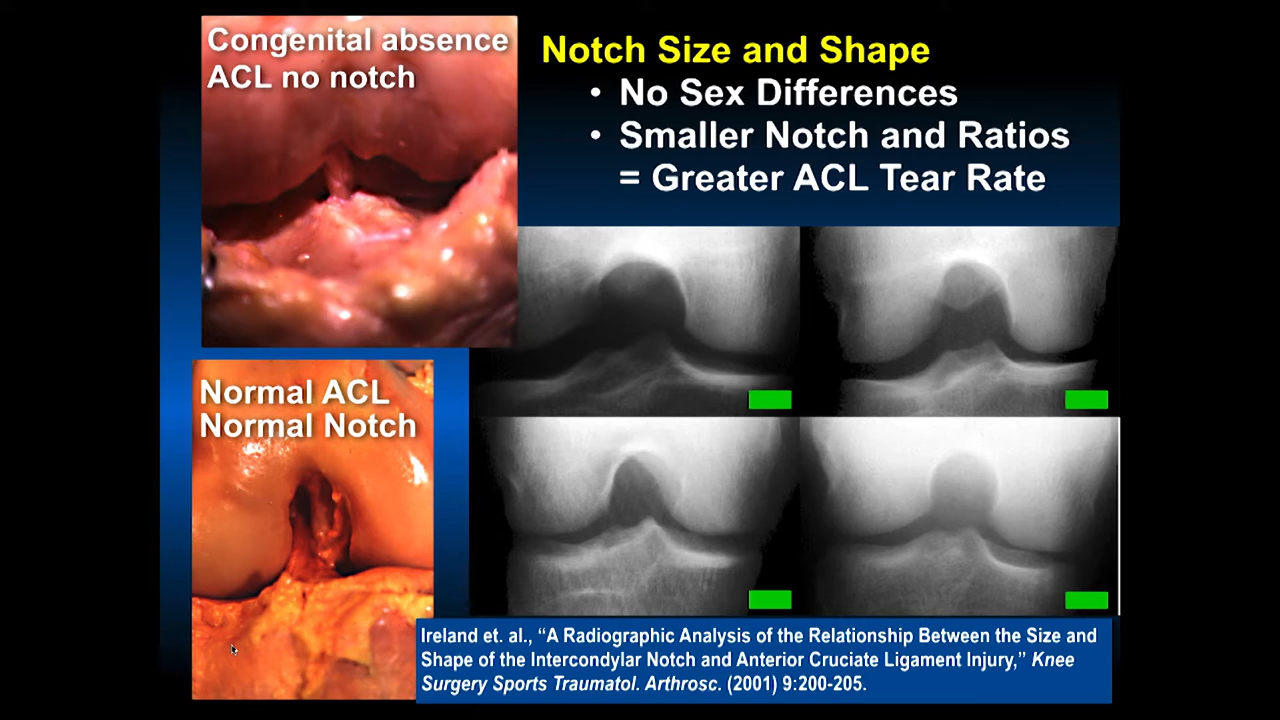 Congenital absence
ACL no notch
Notch Size and Shape
• No Sex Differences
• Smaller Notch and Ratios
= Greater ACL Tear Rate
Normal ACL
Normal Notch
Ireland et. al., “A Radiographic Analysis of the Relationship Between the Size and
Shape of the Intercondylar Notch and Anterior Cruciate Ligament Injury,” Knee
Surgery Sports Traumatol. Arthrosc. (2001) 9:200-205.